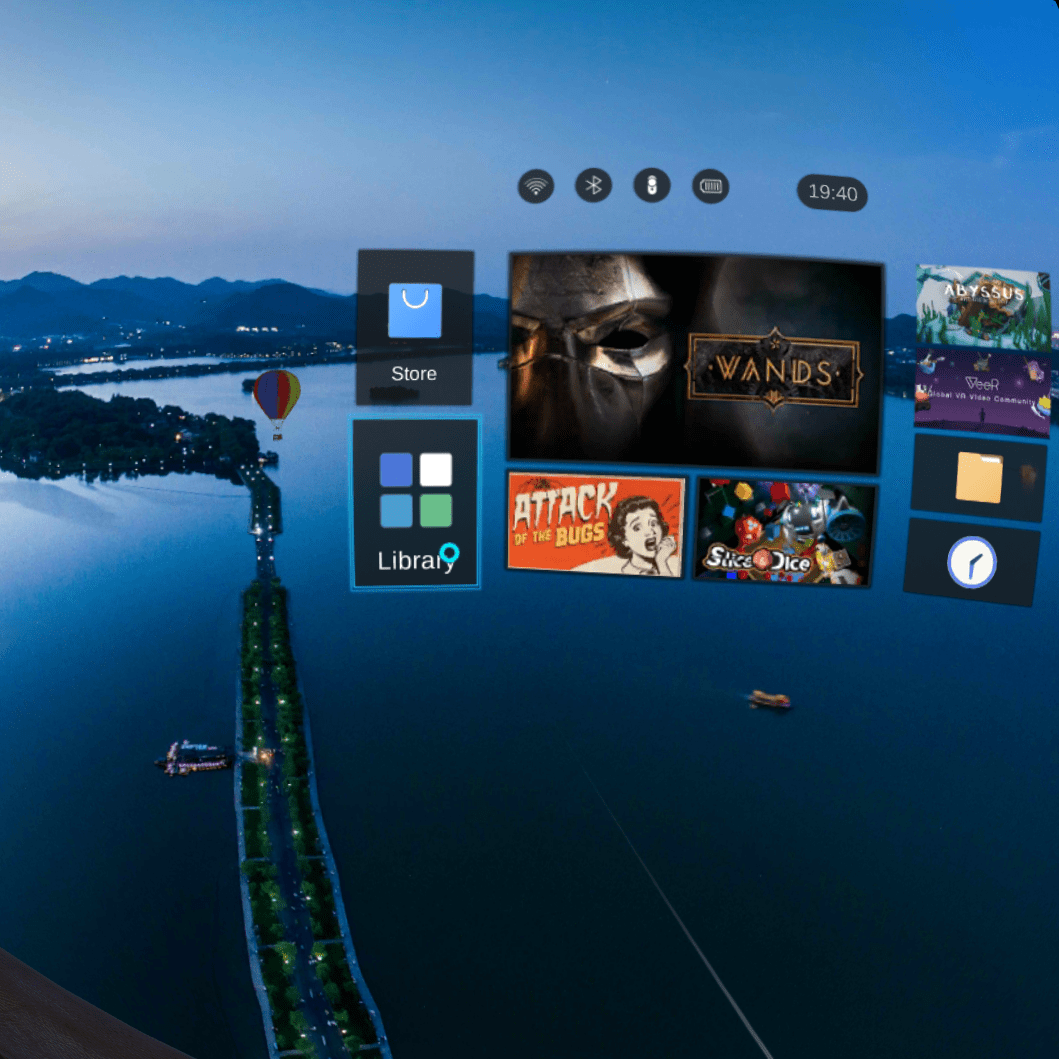 19:40
Store
Library
WANDS
ATTACK
OF THE BUGS
Slice Dice
ABYSSUS
VeeR
Global VR Video Community